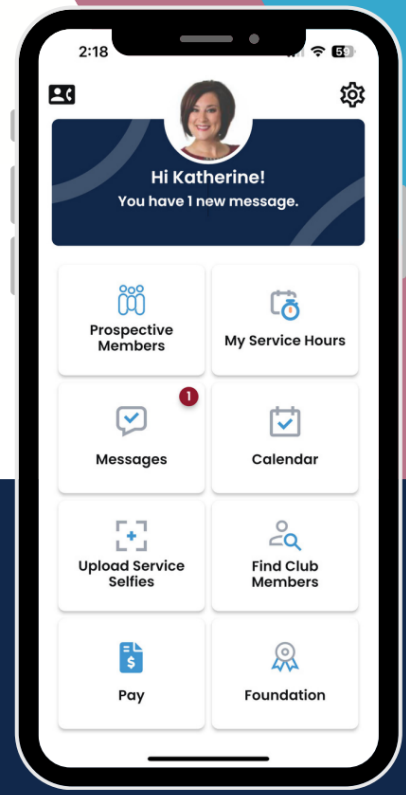 2:18
59
Hi Katherine!
You have 1 new message.
Prospective
Members
My Service Hours
1
Messages
Calendar
Upload Service
Selfies
Find Club
Members
$
Pay
Foundation